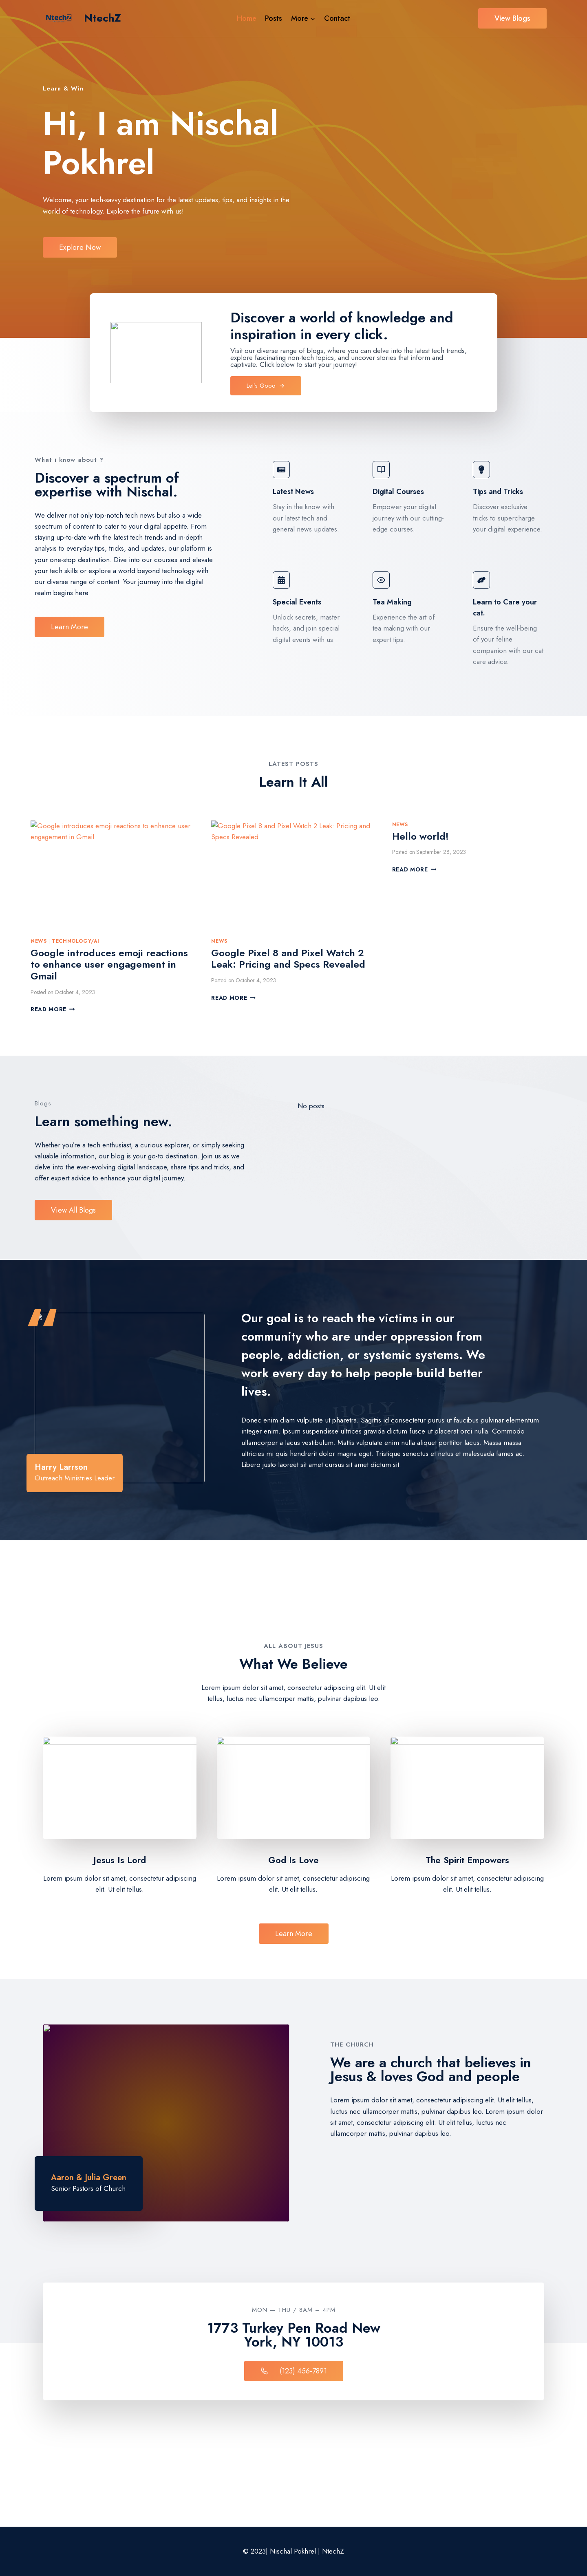 NtechZ NtechZ Home Posts More Contact View Blogs
Learn & Win
Hi, I am Nischal
Pokhrel
Welcome, your tech-savvy destination for the latest updates, tips, and insights in the
world of technology. Explore the future with us!
Explore Now
Discover a world of knowledge and
inspiration in every click.
Visit our diverse range of blogs, where you can delve into the latest tech trends,
explore fascinating non-tech topics, and uncover stories that inform and
captivate. Click below to start your journey!
Let's Gooo
What i know about ?
Discover a spectrum of
expertise with Nischal.
We deliver not only top-notch tech news but also a wide
spectrum of content to cater to your digital appetite. From
staying up-to-date with the latest tech trends and in-depth
analysis to everyday tips, tricks, and updates, our platform is
your one-stop destination. Dive into our courses and elevate
your tech skills or explore a world beyond technology with
our diverse range of content. Your journey into the digital
realm begins here.
Learn More
Latest News
Stay in the know with
our latest tech and
general news updates.
Digital Courses
Empower your digital
journey with our cutting-
edge courses.
Tips and Tricks
Discover exclusive
tricks to supercharge
your digital experience.
Special Events
Unlock secrets, master
hacks, and join special
digital events with us.
Tea Making
Experience the art of
tea making with our
expert tips.
Learn to Care your
cat.
Ensure the well-being
of your feline
companion with our cat
care advice.
LATEST POSTS
Learn It All
Google introduces emoji reactions to enhance user
engagement in Gmail
NEWS | TECHNOLOGY/AI
Google introduces emoji reactions
to enhance user engagement in
Gmail
Posted on October 4, 2023
READ MORE
Google Pixel 8 and Pixel Watch 2 Leak: Pricing and
Specs Revealed
NEWS
Google Pixel 8 and Pixel Watch 2
Leak: Pricing and Specs Revealed
Posted on October 4, 2023
READ MORE
NEWS
Hello world!
Posted on September 28, 2023
READ MORE
Blogs
Learn something new.
Whether you're a tech enthusiast, a curious explorer, or simply seeking
valuable information, our blog is your go-to destination. Join us as we
delve into the ever-evolving digital landscape, share tips and tricks, and
offer expert advice to enhance your digital journey.
View All Blogs
No posts
Harry Larrson
Outreach Ministries Leader
Our goal is to reach the victims in our
community who are under oppression from
people, addiction, or systemic systems. We
work every day to help people build better
lives.
HOLY
Donec enim diam vulputate ut pharetra. Sagittis id consectetur purus ut faucibus pulvinar elementum
integer enim. Ipsum suspendisse ultrices gravida dictum fusce ut placerat orci nulla. Commodo
ullamcorper a lacus vestibulum. Mattis vulputate enim nulla aliquet porttitor lacus. Massa massa
ultricies mi quis hendrerit dolor magna eget. Tristique senectus et netus et malesuada fames ac.
Libero justo laoreet sit amet cursus sit amet dictum sit.
ALL ABOUT JESUS
What We Believe
Lorem ipsum dolor sit amet, consectetur adipiscing elit. Ut elit
tellus, luctus nec ullamcorper mattis, pulvinar dapibus leo.
Jesus Is Lord
Lorem ipsum dolor sit amet, consectetur adipiscing
elit. Ut elit tellus.
God Is Love
Lorem ipsum dolor sit amet, consectetur adipiscing
elit. Ut elit tellus.
The Spirit Empowers
Lorem ipsum dolor sit amet, consectetur adipiscing
elit. Ut elit tellus.
Learn More
Aaron & Julia Green
Senior Pastors of Church
THE CHURCH
We are a church that believes in
Jesus & loves God and people
Lorem ipsum dolor sit amet, consectetur adipiscing elit. Ut elit tellus,
luctus nec ullamcorper mattis, pulvinar dapibus leo. Lorem ipsum dolor
sit amet, consectetur adipiscing elit. Ut elit tellus, luctus nec
ullamcorper mattis, pulvinar dapibus leo.
MON — THU / 8AM – 4PM
1773 Turkey Pen Road New
York, NY 10013
(123) 456-7891
© 2023| Nischal Pokhrel | NtechZ